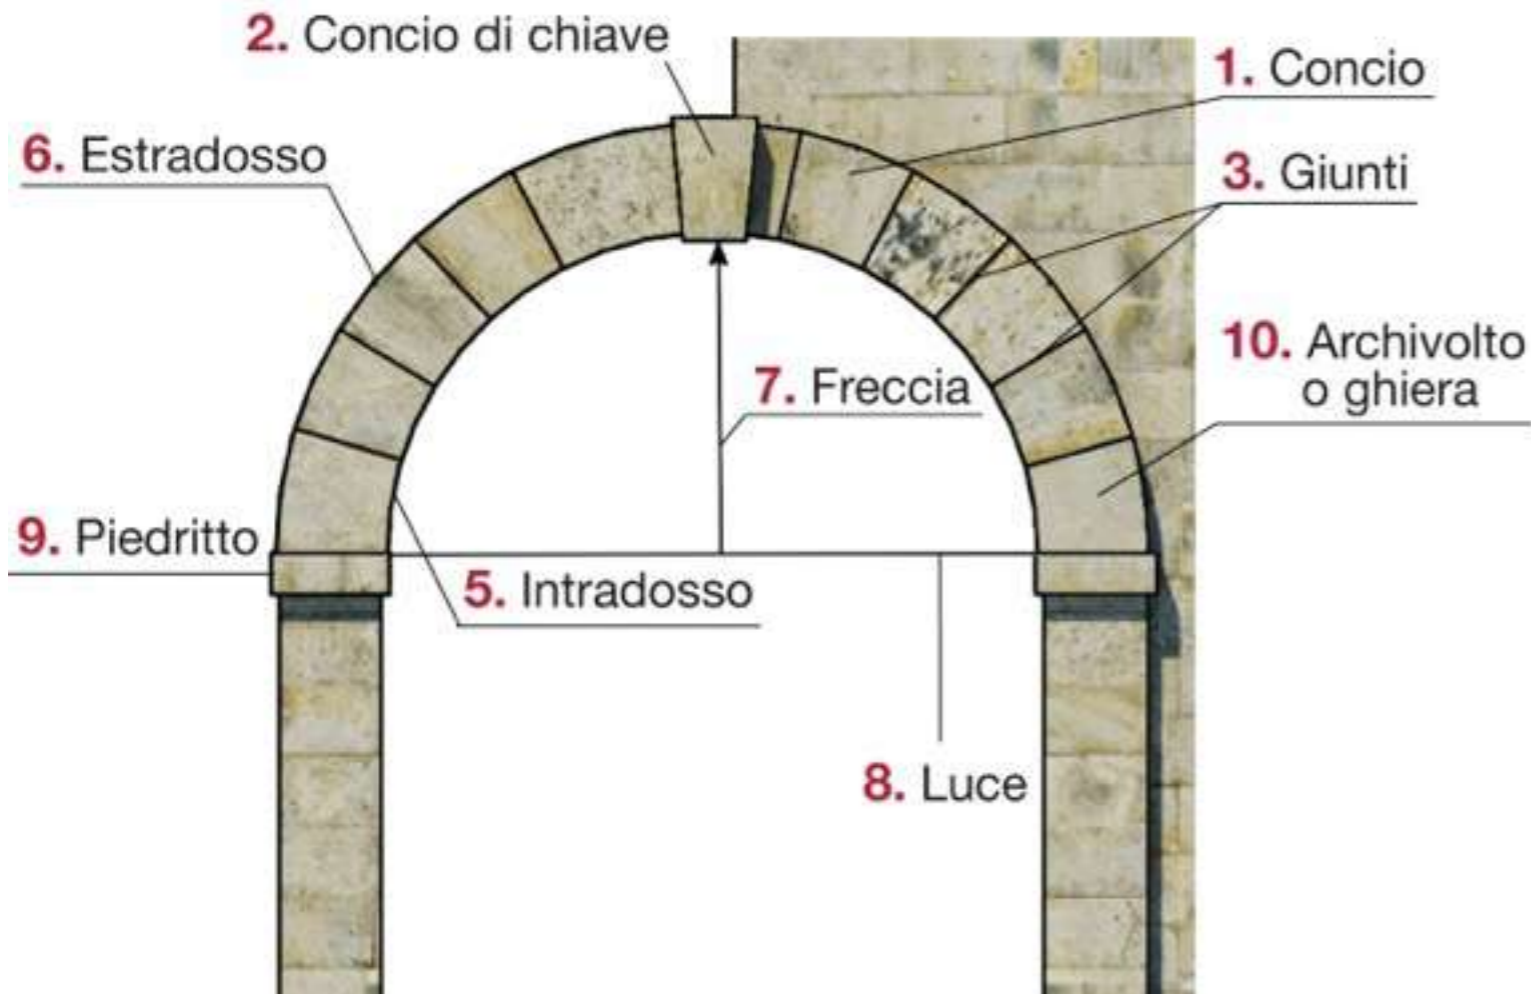 2. Concio di chiave
1. Concio
6. Estradosso
3. Giunti
10. Archivolto
o ghiera
7. Freccia
9. Piedritto
5. Intradosso
8. Luce